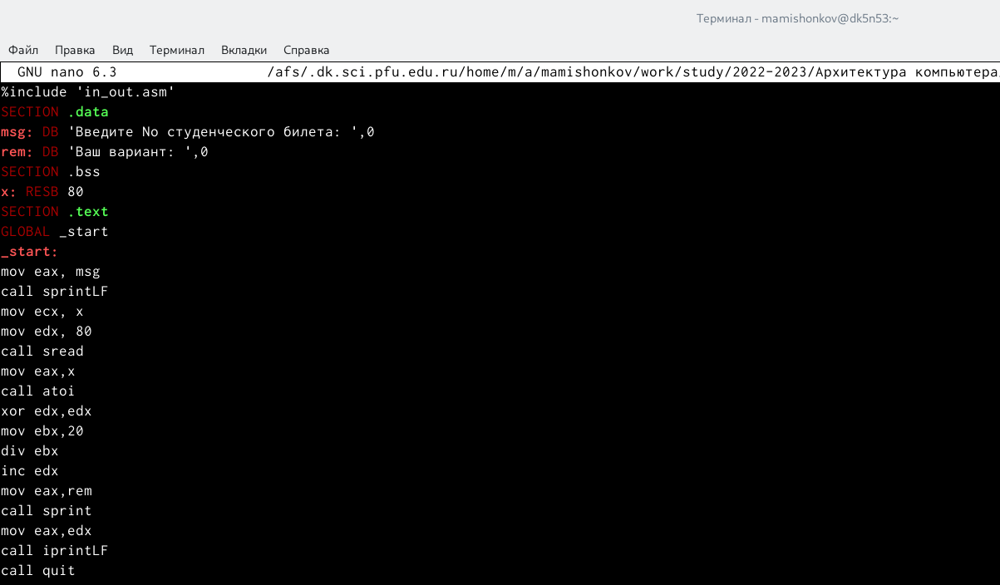 Терминал - mamishonkov@dk5n53:~
Файл Правка Вид Терминал Вкладки Справка
GNU nano 6.3 /afs/.dk.sci.pfu.edu.ru/home/m/a/mamishonkov/work/study/2022-2023/Архитектура компьютера/
%include 'in_out.asm'
SECTION .data
msg: DB 'Введите No студенческого билета: ',0
rem: DB 'Ваш вариант: ',0
SECTION .bss
x: RESB 80
SECTION .text
GLOBAL _start
_start:
mov eax, msg
call sprintLF
mov ecx, x
mov edx, 80
call sread
mov eax,x
call atoi
xor edx,edx
mov ebx,20
div ebx
inc edx
mov eax,rem
call sprint
mov eax,edx
call iprintLF
call quit